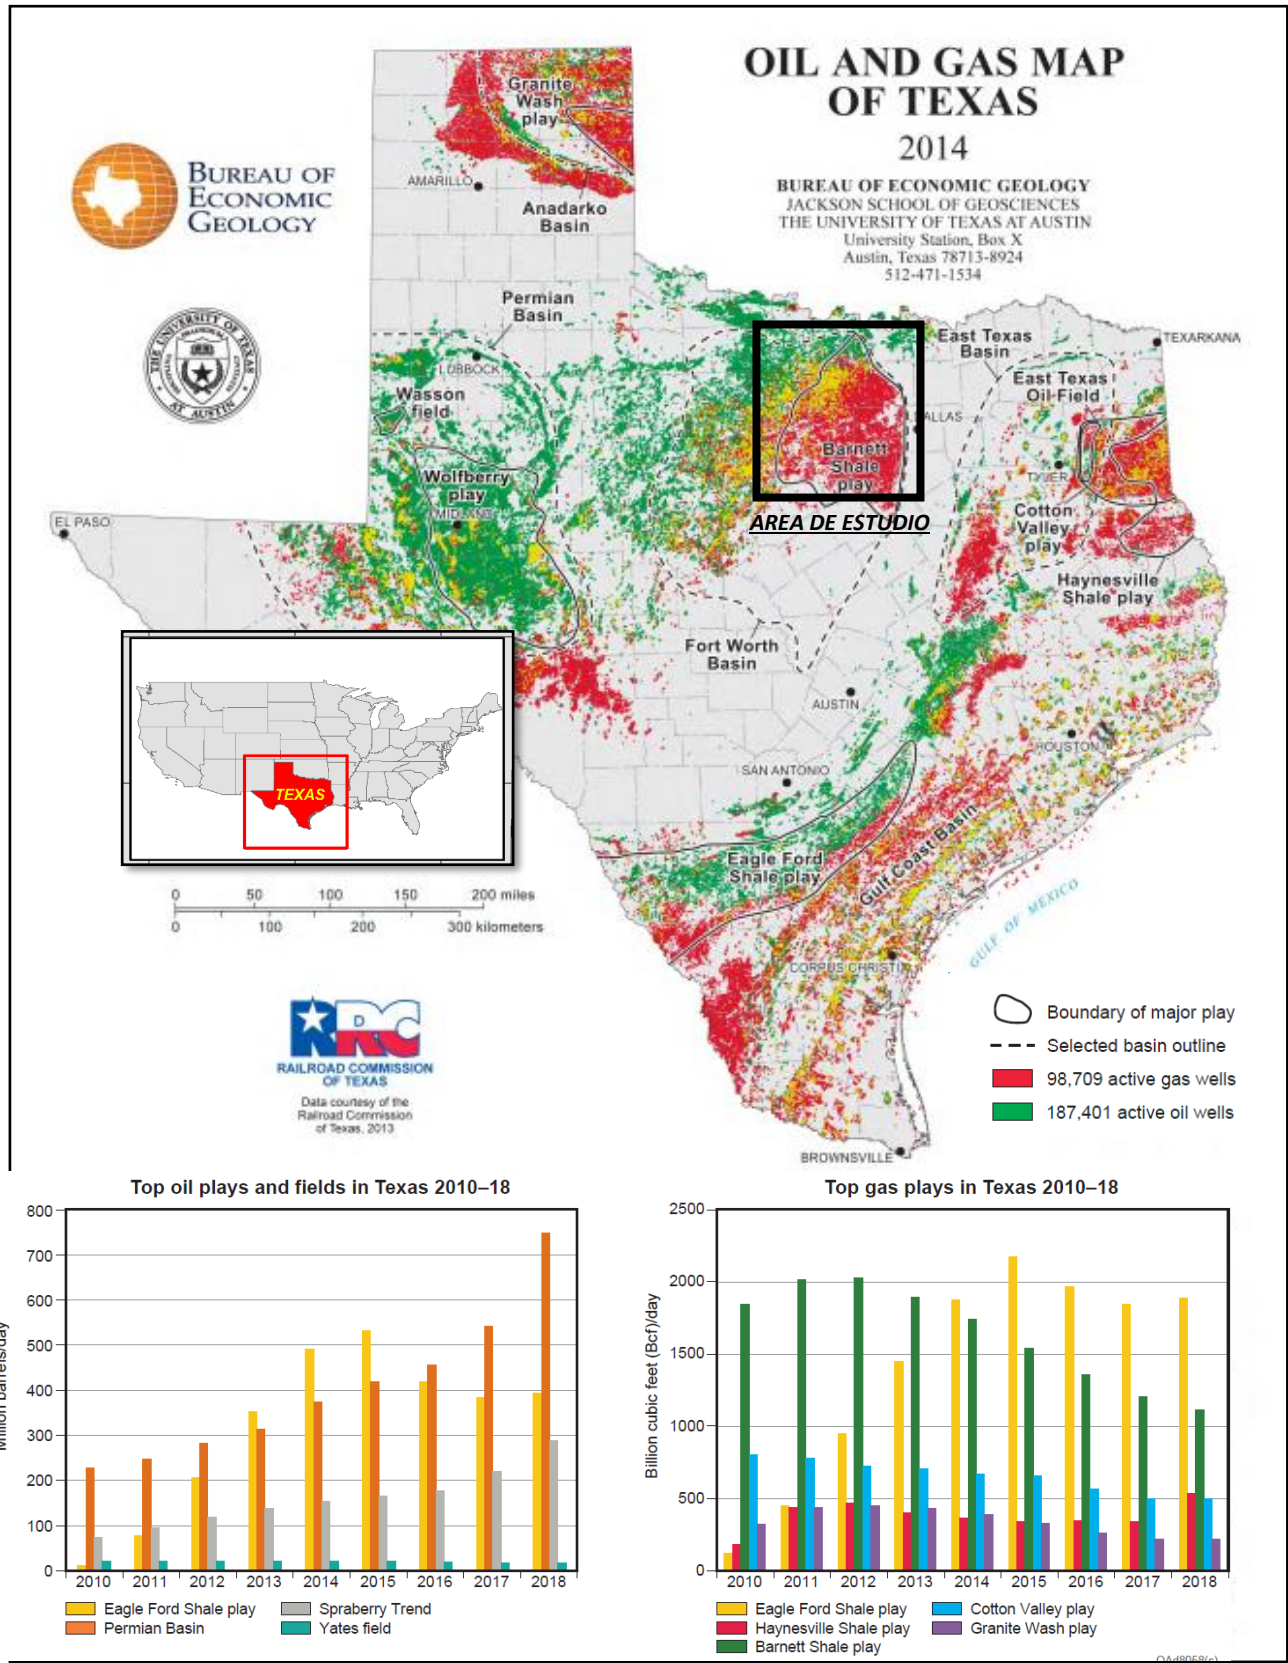 OIL AND GAS MAP
OF TEXAS
2014
BUREAU OF ECONOMIC GEOLOGY
JACKSON SCHOOL OF GEOSCIENCES
THE UNIVERSITY OF TEXAS AT AUSTIN
University Station, Box X
Austin, Texas 78713-8924
512-471-1534
BUREAU OF
ECONOMIC
GEOLOGY
THE UNIVERSITY OF TEXAS
AT AUSTIN
Granite
Wash
play
AMARILLO
Anadarko
Basin
Permian
Basin
LUBBOCK
Wasson
field
Wolfberry
play
MIDLAND
EL PASO
East Texas
Basin
TEXARKANA
East Texas
Oil Field
DALLAS
Barnett
Shale
play
AREA DE ESTUDIO
TYLER
Cotton
Valley
play
Haynesville
Shale play
Fort Worth
Basin
AUSTIN
HOUSTON
SAN ANTONIO
Eagle Ford
Shale play
Gulf Coast Basin
GULF OF MEXICO
CORPUS CHRISTI
BROWNSVILLE
TEXAS
0 50 100 150 200 miles
0 100 200 300 kilometers
RRC
D
RAILROAD COMMISSION
OF TEXAS
Data courtesy of the
Railroad Commission
of Texas, 2013
Boundary of major play
Selected basin outline
98,709 active gas wells
187,401 active oil wells
Top oil plays and fields in Texas 2010–18
Million barrels/day
800
700
600
500
400
300
200
100
0
2010 2011 2012 2013 2014 2015 2016 2017 2018
Eagle Ford Shale play
Permian Basin
Spraberry Trend
Yates field
Top gas plays in Texas 2010–18
Billion cubic feet (Bcf)/day
2500
2000
1500
1000
500
0
2010 2011 2012 2013 2014 2015 2016 2017 2018
Eagle Ford Shale play
Haynesville Shale play
Barnett Shale play
Cotton Valley play
Granite Wash play
QAd8058(c)